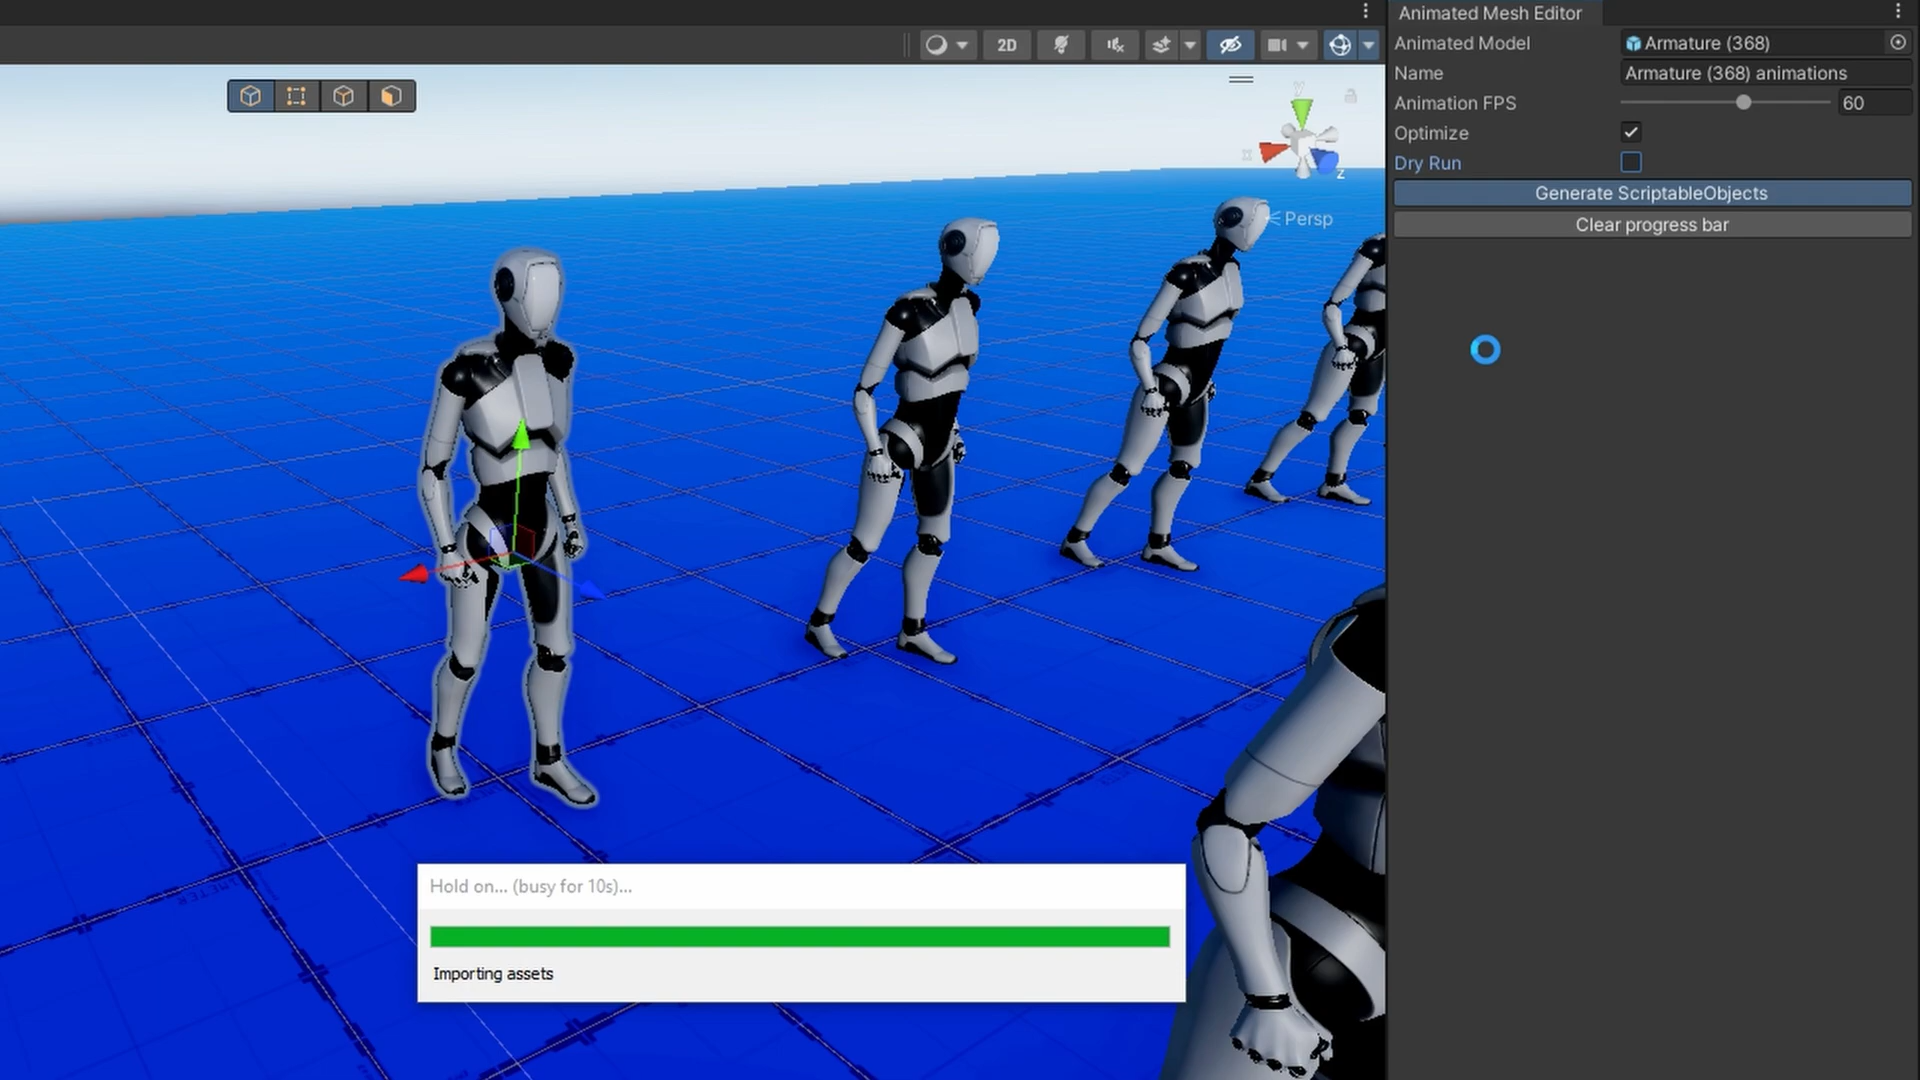 Animated Mesh Editor
2D
Animated Model
Armature (368)
Name
Armature (368) animations
Animation FPS
60
Optimize
Dry Run
Generate ScriptableObjects
Clear progress bar
y
x
z
Persp
Hold on... (busy for 10s)...
Importing assets